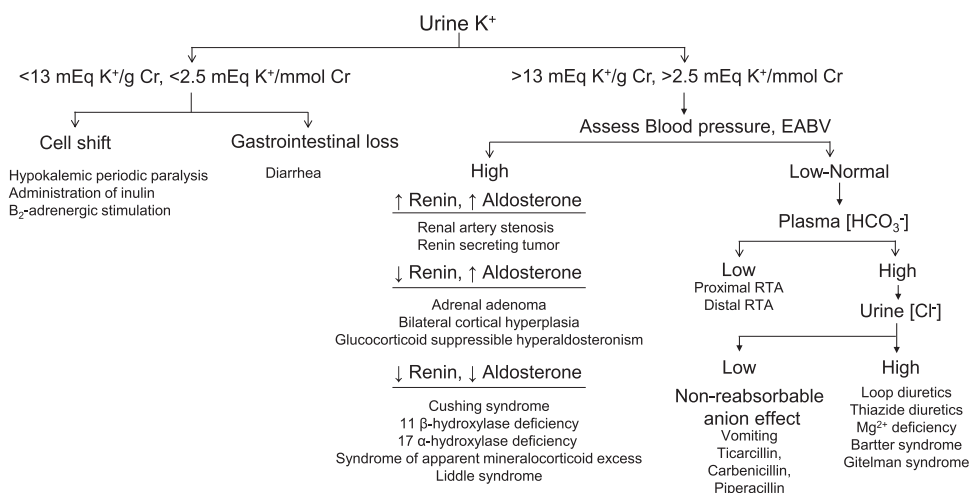 Urine K⁺
<13 mEq K⁺/g Cr, <2.5 mEq K⁺/mmol Cr
>13 mEq K⁺/g Cr, >2.5 mEq K⁺/mmol Cr
Cell shift
Hypokalemic periodic paralysis
Administration of inulin
B₂-adrenergic stimulation
Gastrointestinal loss
Diarrhea
Assess Blood pressure, EABV
High
↑ Renin, ↑ Aldosterone
Renal artery stenosis
Renin secreting tumor
↓ Renin, ↑ Aldosterone
Adrenal adenoma
Bilateral cortical hyperplasia
Glucocorticoid suppressible hyperaldosteronism
↓ Renin, ↓ Aldosterone
Cushing syndrome
11 β-hydroxylase deficiency
17 α-hydroxylase deficiency
Syndrome of apparent mineralocorticoid excess
Liddle syndrome
Low-Normal
Plasma [HCO₃⁻]
Low
Proximal RTA
Distal RTA
High
Urine [Cl⁻]
Low
Non-reabsorbable
anion effect
Vomiting
Ticarcillin,
Carbenicillin,
Piperacillin
High
Loop diuretics
Thiazide diuretics
Mg²⁺ deficiency
Bartter syndrome
Gitelman syndrome